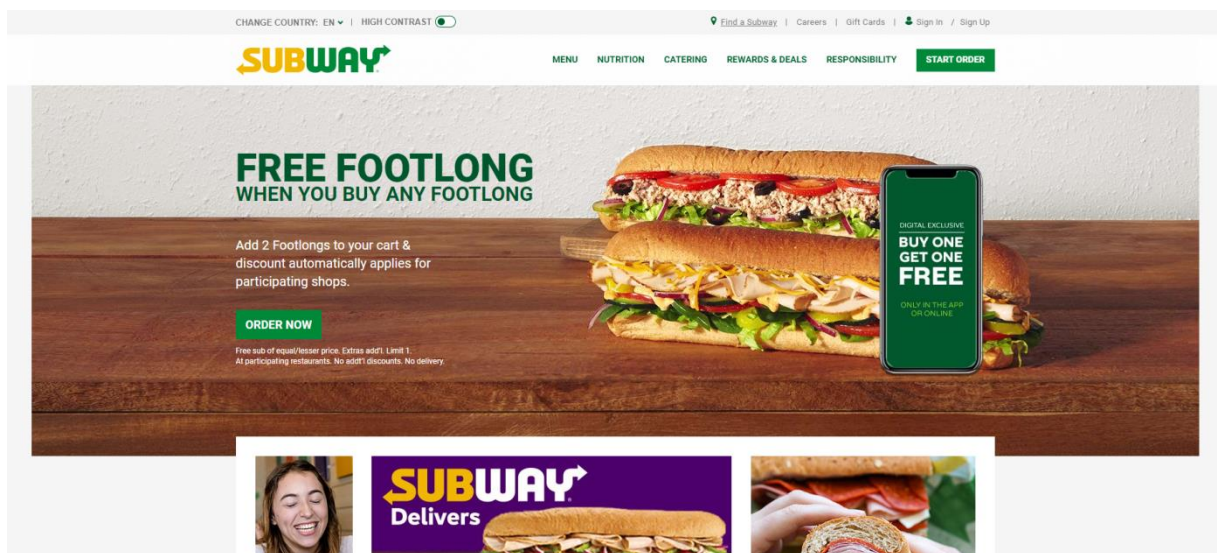 CHANGE COUNTRY: EN | HIGH CONTRAST
Find a Subway | Careers | Gift Cards | Sign In / Sign Up
SUBWAY
MENU NUTRITION CATERING REWARDS & DEALS RESPONSIBILITY START ORDER
FREE FOOTLONG
WHEN YOU BUY ANY FOOTLONG
Add 2 Footlongs to your cart &
discount automatically applies for
participating shops.
ORDER NOW
Free sub of equal/lesser price. Extras add'l. Limit 1.
At participating restaurants. No addt'l discounts. No delivery.
DIGITAL EXCLUSIVE
BUY ONE
GET ONE
FREE
ONLY IN THE APP
OR ONLINE
SUBWAY
Delivers